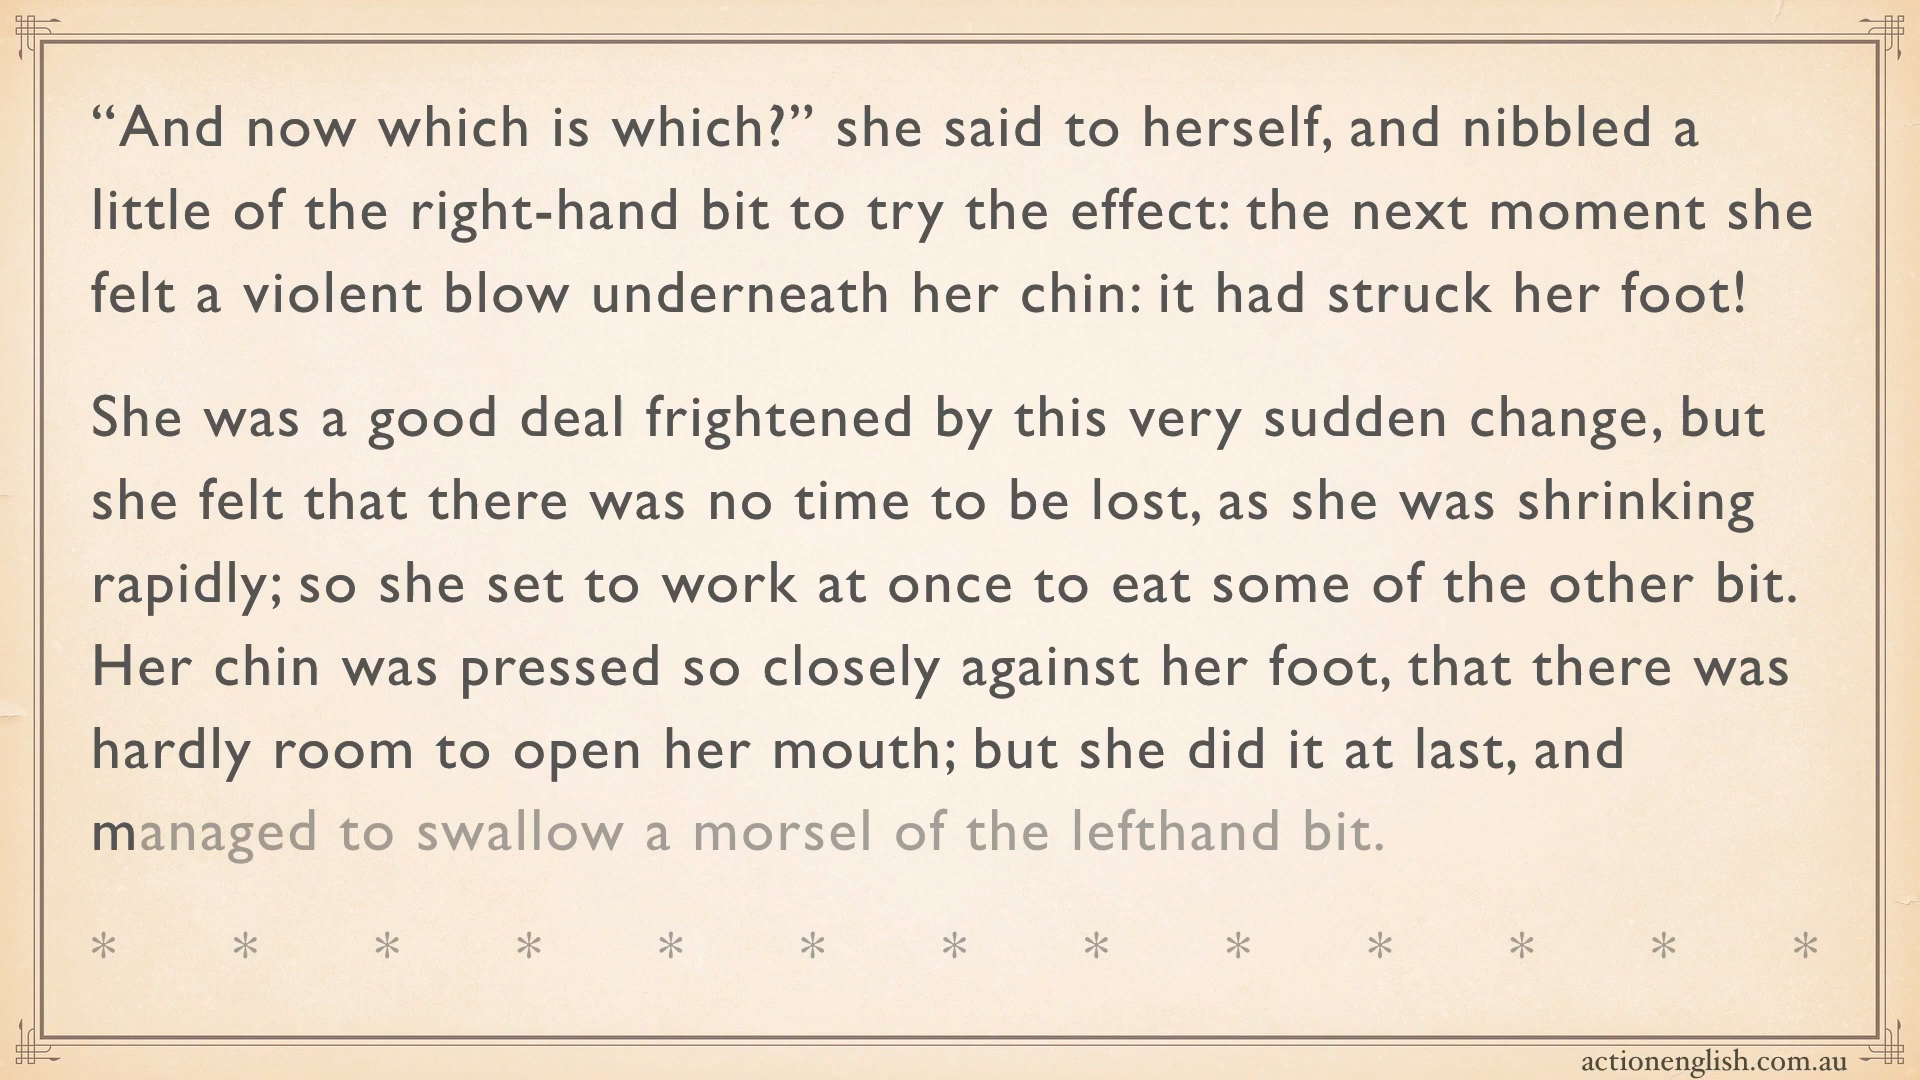 “And now which is which?” she said to herself, and nibbled a
little of the right-hand bit to try the effect: the next moment she
felt a violent blow underneath her chin: it had struck her foot!
She was a good deal frightened by this very sudden change, but
she felt that there was no time to be lost, as she was shrinking
rapidly; so she set to work at once to eat some of the other bit.
Her chin was pressed so closely against her foot, that there was
hardly room to open her mouth; but she did it at last, and
managed to swallow a morsel of the lefthand bit.
* * * * * * * * * * * * *
actionenglish.com.au